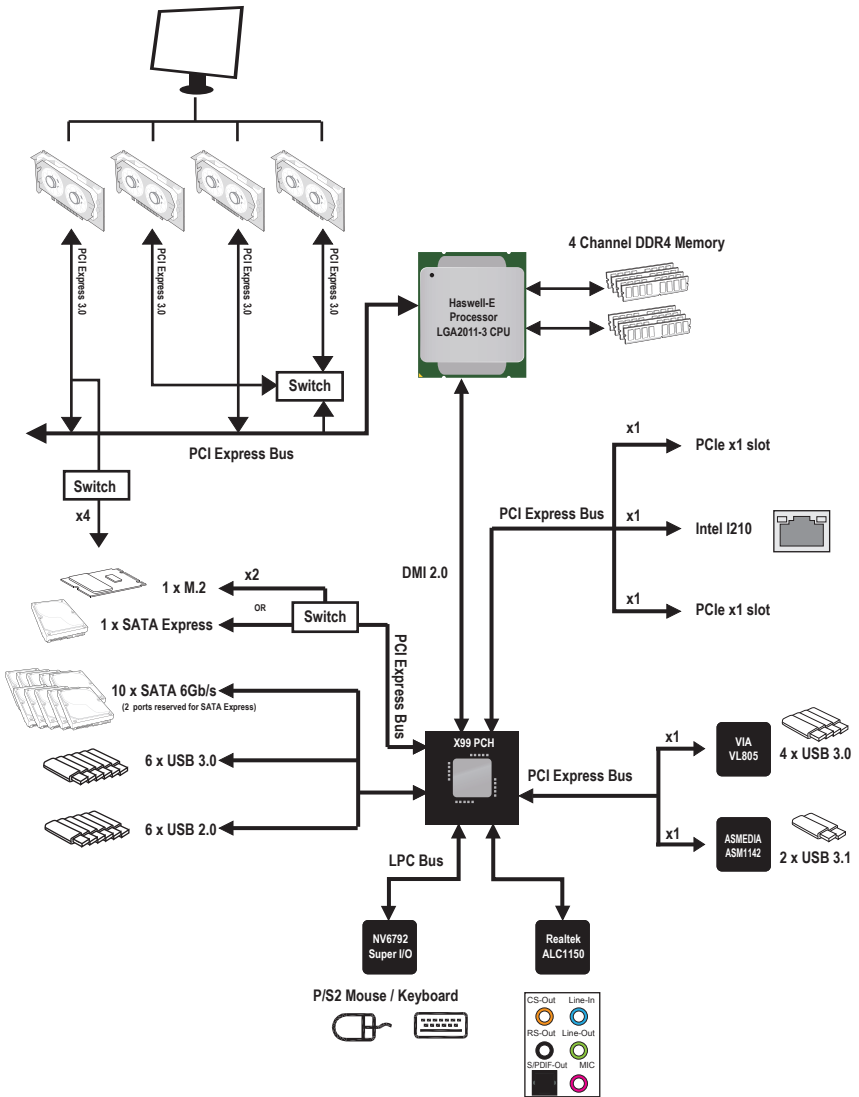 PCI Express 3.0
PCI Express 3.0
PCI Express 3.0
PCI Express 3.0
4 Channel DDR4 Memory
Haswell-E
Processor
LGA2011-3 CPU
Switch
PCI Express Bus
Switch
x4
x1
PCIe x1 slot
PCI Express Bus
x1
Intel I210
x1
PCIe x1 slot
DMI 2.0
1 x M.2
x2
OR
Switch
1 x SATA Express
PCI Express Bus
10 x SATA 6Gb/s
(2 ports reserved for SATA Express)
6 x USB 3.0
6 x USB 2.0
X99 PCH
PCI Express Bus
x1
VIA
VL805
4 x USB 3.0
x1
ASMEDIA
ASM1142
2 x USB 3.1
LPC Bus
NV6792
Super I/O
Realtek
ALC1150
P/S2 Mouse / Keyboard
CS-Out Line-In
RS-Out Line-Out
S/PDIF-Out MIC